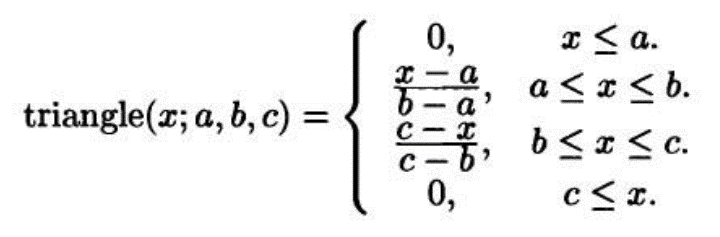 triangle(x; a, b, c) =
0, x ≤ a.
x − a / b − a, a ≤ x ≤ b.
c − x / c − b, b ≤ x ≤ c.
0, c ≤ x.